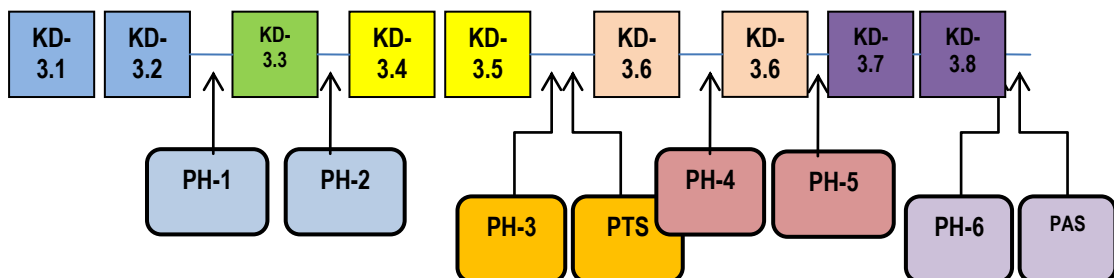 KD-
3.1
KD-
3.2
KD-
3.3
KD-
3.4
KD-
3.5
KD-
3.6
KD-
3.6
KD-
3.7
KD-
3.8
PH-1
PH-2
PH-3
PTS
PH-4
PH-5
PH-6
PAS